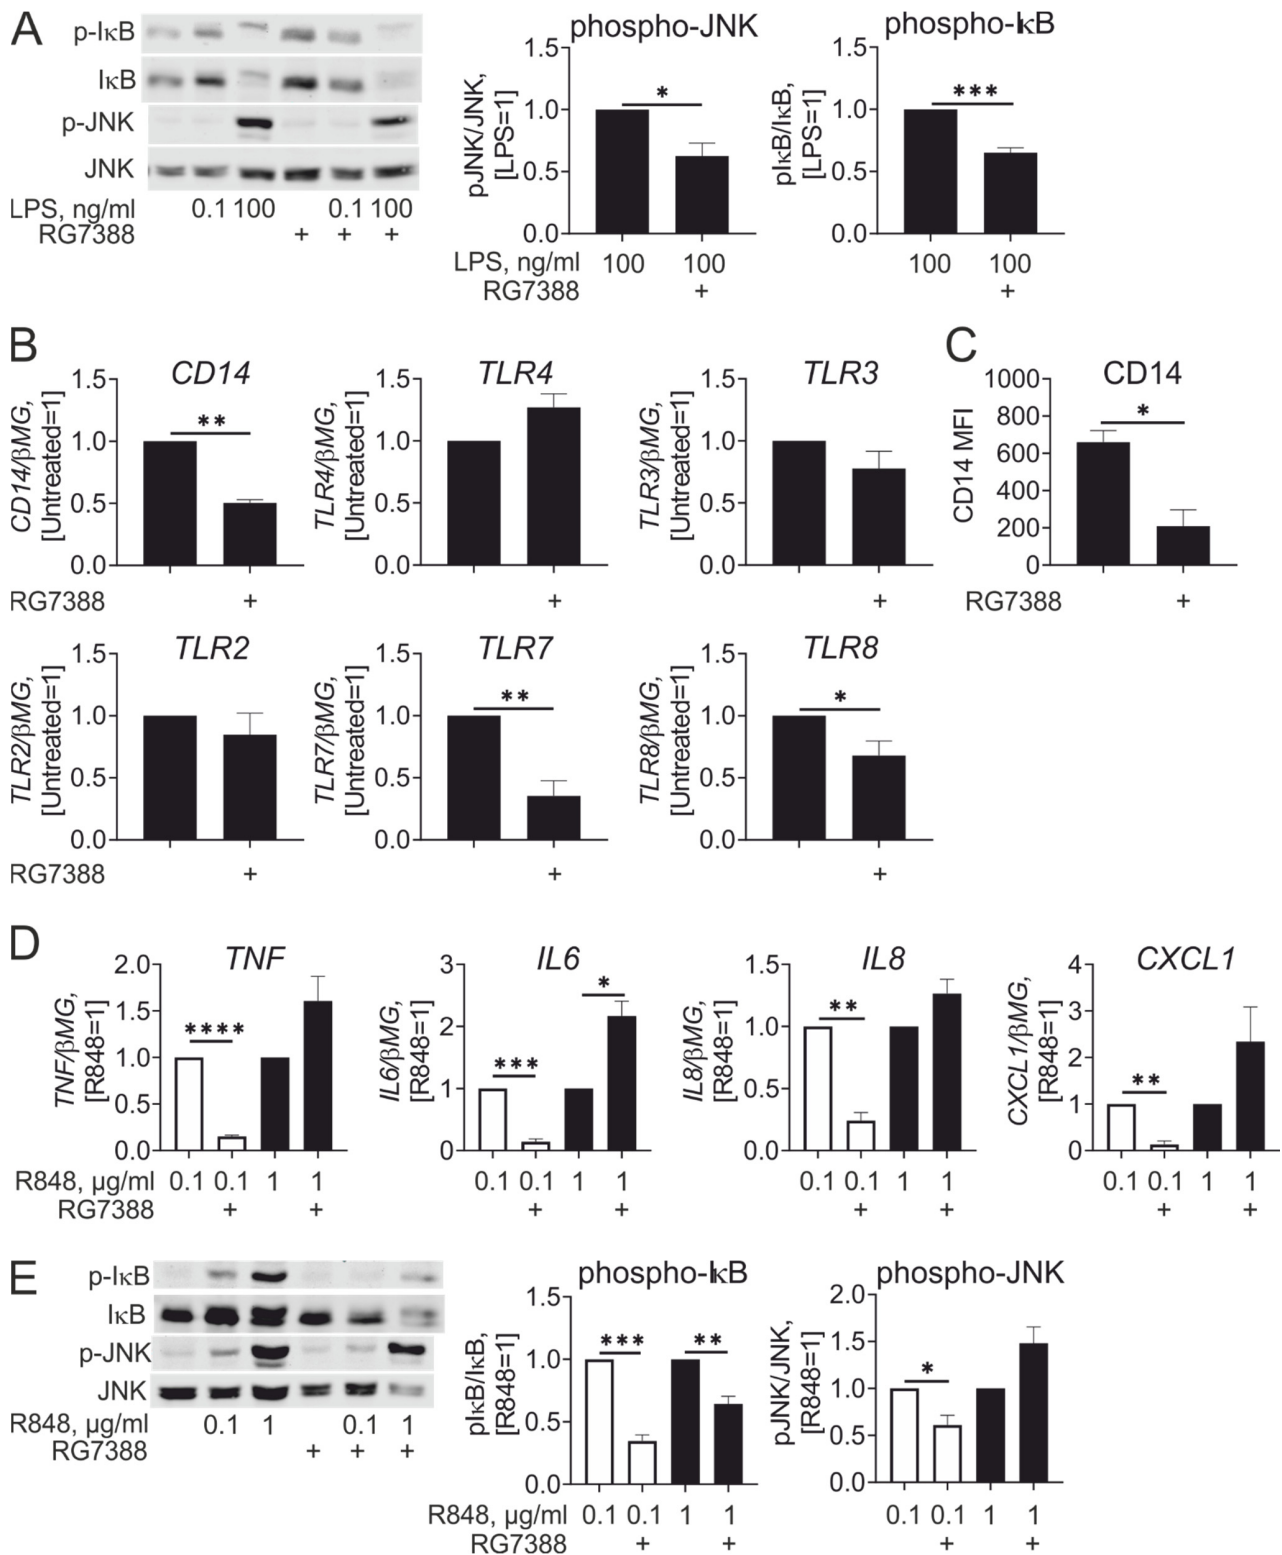 A
p-IκB
IκB
p-JNK
JNK
LPS, ng/ml 0.1 100 0.1 100
RG7388 + + +
phospho-JNK
pJNK/JNK,
[LPS=1]
1.5
1.0
0.5
0.0
*
LPS, ng/ml 100 100
RG7388 +
phospho-IκB
pIκB/IκB,
[LPS=1]
1.5
1.0
0.5
0.0
***
100 100
+
B
CD14
CD14/βMG,
[Untreated=1]
1.5
1.0
0.5
0.0
**
TLR4
TLR4/βMG,
[Untreated=1]
1.5
1.0
0.5
0.0
TLR3
TLR3/βMG,
[Untreated=1]
1.5
1.0
0.5
0.0
RG7388 + + +
C
CD14
CD14 MFI
1000
800
600
400
200
0
*
RG7388 +
TLR2
TLR2/βMG,
[Untreated=1]
1.5
1.0
0.5
0.0
TLR7
TLR7/βMG,
[Untreated=1]
1.5
1.0
0.5
0.0
**
TLR8
TLR8/βMG,
[Untreated=1]
1.5
1.0
0.5
0.0
*
RG7388 + + +
D
TNF
TNF/βMG,
[R848=1]
2.0
1.5
1.0
0.5
0.0
****
IL6
IL6/βMG,
[R848=1]
3
2
1
0
***
*
IL8
IL8/βMG,
[R848=1]
1.5
1.0
0.5
0.0
**
CXCL1
CXCL1/βMG,
[R848=1]
4
3
2
1
0
**
R848, µg/ml 0.1 0.1 1 1 0.1 0.1 1 1 0.1 0.1 1 1 0.1 0.1 1 1
RG7388 + + + + + + + +
E
p-IκB
IκB
p-JNK
JNK
R848, µg/ml 0.1 1 0.1 1
RG7388 + + +
phospho-IκB
pIκB/IκB,
[R848=1]
1.5
1.0
0.5
0.0
***
**
phospho-JNK
pJNK/JNK,
[R848=1]
2.0
1.5
1.0
0.5
0.0
*
R848, µg/ml 0.1 0.1 1 1 0.1 0.1 1 1
RG7388 + + + +